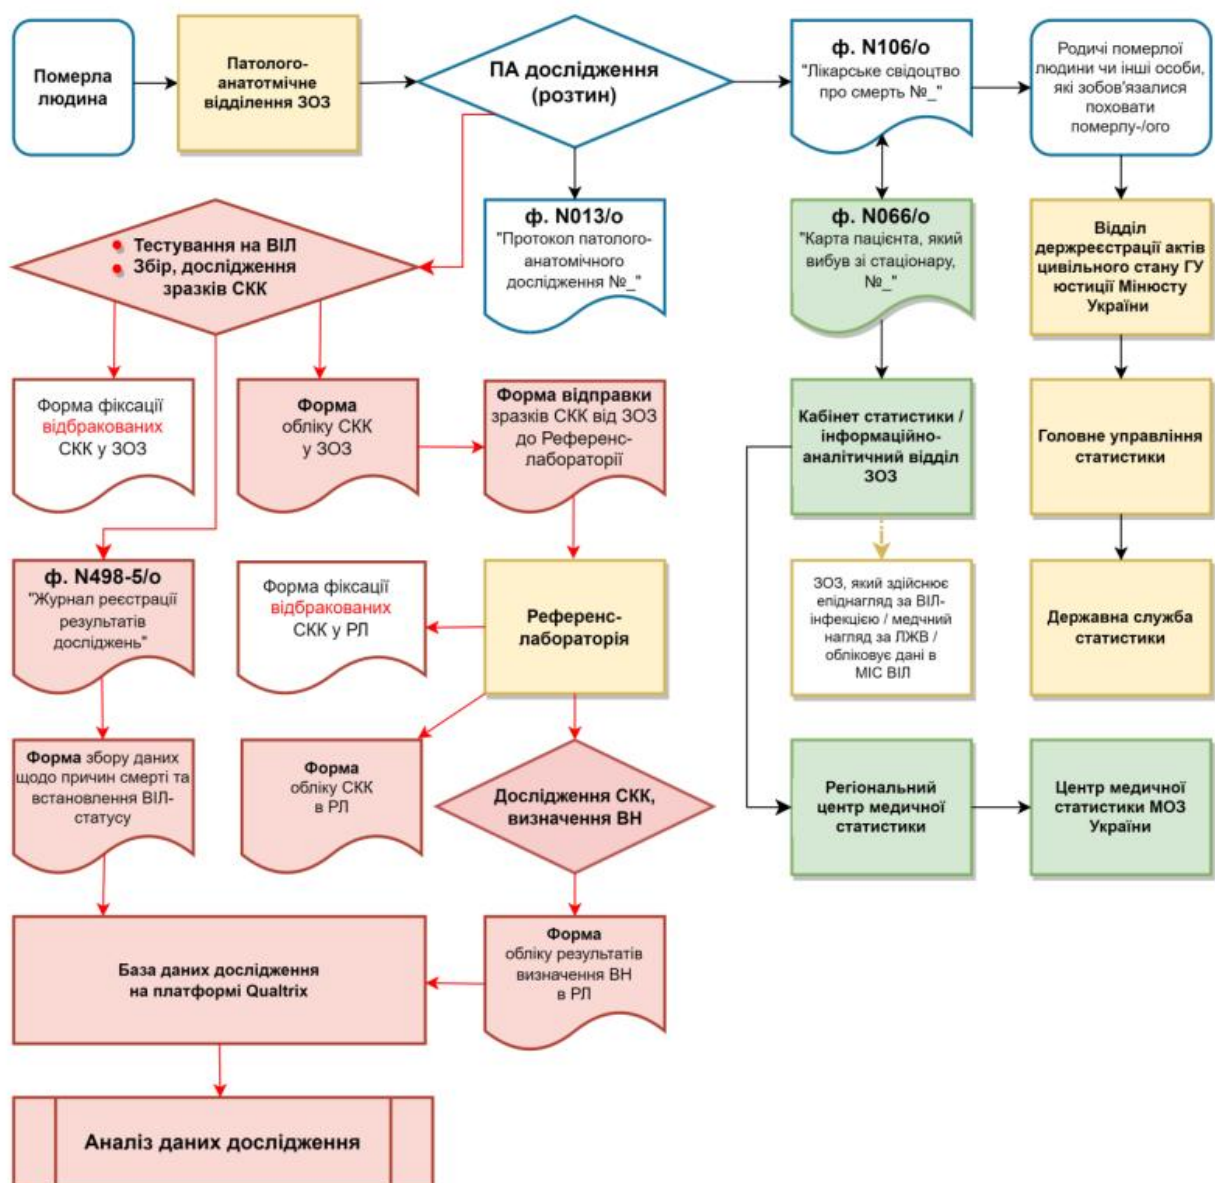 Померла
людина
Патолого-
анатотмічне
відділення ЗОЗ
ПА дослідження
(розтин)
ф. N106/о
"Лікарське свідоцтво
про смерть №_"
Родичі померлої
людини чи інші особи,
які зобов'язалися
поховати
померлу-/ого
Тестування на ВІЛ
Збір, дослідження
зразків СКК
ф. N013/о
"Протокол патолого-
анатомічного
дослідження №_"
ф. N066/о
"Карта пацієнта, який
вибув зі стаціонару,
№_"
Відділ
держреєстрації актів
цивільного стану ГУ
юстиції Мінюсту
України
Форма фіксації
відбракованих
СКК у ЗОЗ
Форма
обліку СКК
у ЗОЗ
Форма відправки
зразків СКК від ЗОЗ
до Референс-
лабораторії
Кабінет статистики /
інформаційно-
аналітичний відділ
ЗОЗ
Головне управління
статистики
ф. N498-5/о
"Журнал реєстрації
результатів
досліджень"
Форма фіксації
відбракованих
СКК у РЛ
Референс-
лабораторія
ЗОЗ, який здійснює
епіднагляд за ВІЛ-
інфекцією / медчний
нагляд за ЛЖВ /
обліковує дані в
МІС ВІЛ
Державна служба
статистики
Форма збору даних
щодо причин смерті та
встановлення ВІЛ-
статусу
Форма
обліку СКК
в РЛ
Дослідження СКК,
визначення ВН
Регіональний
центр медичної
статистики
Центр медичної
статистики МОЗ
України
База даних дослідження
на платформі Qualtrix
Форма
обліку результатів
визначення ВН
в РЛ
Аналіз даних дослідження